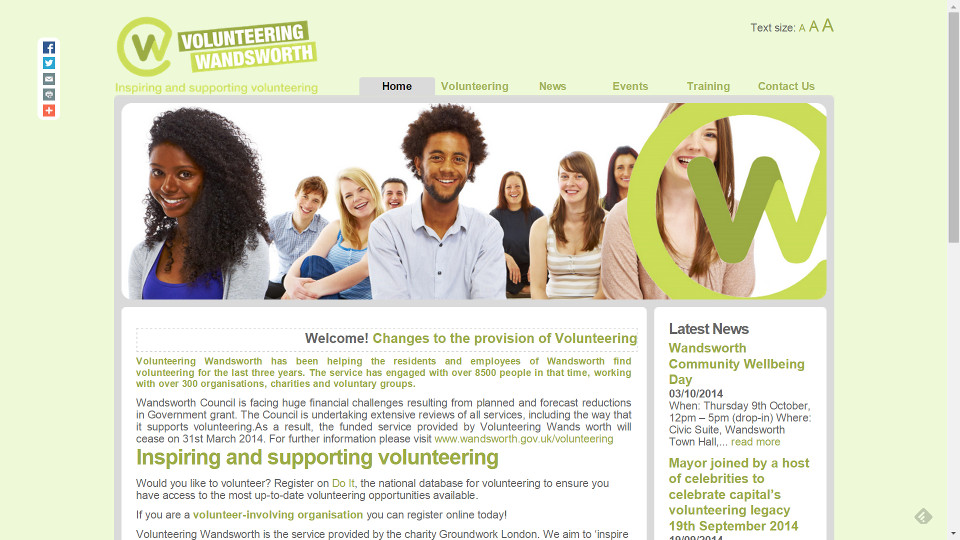 Text size: A A A
VOLUNTEERING
WANDSWORTH
Inspiring and supporting volunteering
Home Volunteering News Events Training Contact Us
Welcome! Changes to the provision of Volunteering
Volunteering Wandsworth has been helping the residents and employees of Wandsworth find
volunteering for the last three years. The service has engaged with over 8500 people in that time, working
with over 300 organisations, charities and voluntary groups.
Wandsworth Council is facing huge financial challenges resulting from planned and forecast reductions
in Government grant. The Council is undertaking extensive reviews of all services, including the way that
it supports volunteering.As a result, the funded service provided by Volunteering Wands worth will
cease on 31st March 2014. For further information please visit www.wandsworth.gov.uk/volunteering
Inspiring and supporting volunteering
Would you like to volunteer? Register on Do It, the national database for volunteering to ensure you
have access to the most up-to-date volunteering opportunities available.
If you are a volunteer-involving organisation you can register online today!
Volunteering Wandsworth is the service provided by the charity Groundwork London. We aim to 'inspire
Latest News
Wandsworth
Community Wellbeing
Day
03/10/2014
When: Thursday 9th October,
12pm – 5pm (drop-in) Where:
Civic Suite, Wandsworth
Town Hall,... read more
Mayor joined by a host
of celebrities to
celebrate capital's
volunteering legacy
19th September 2014
19/09/2014